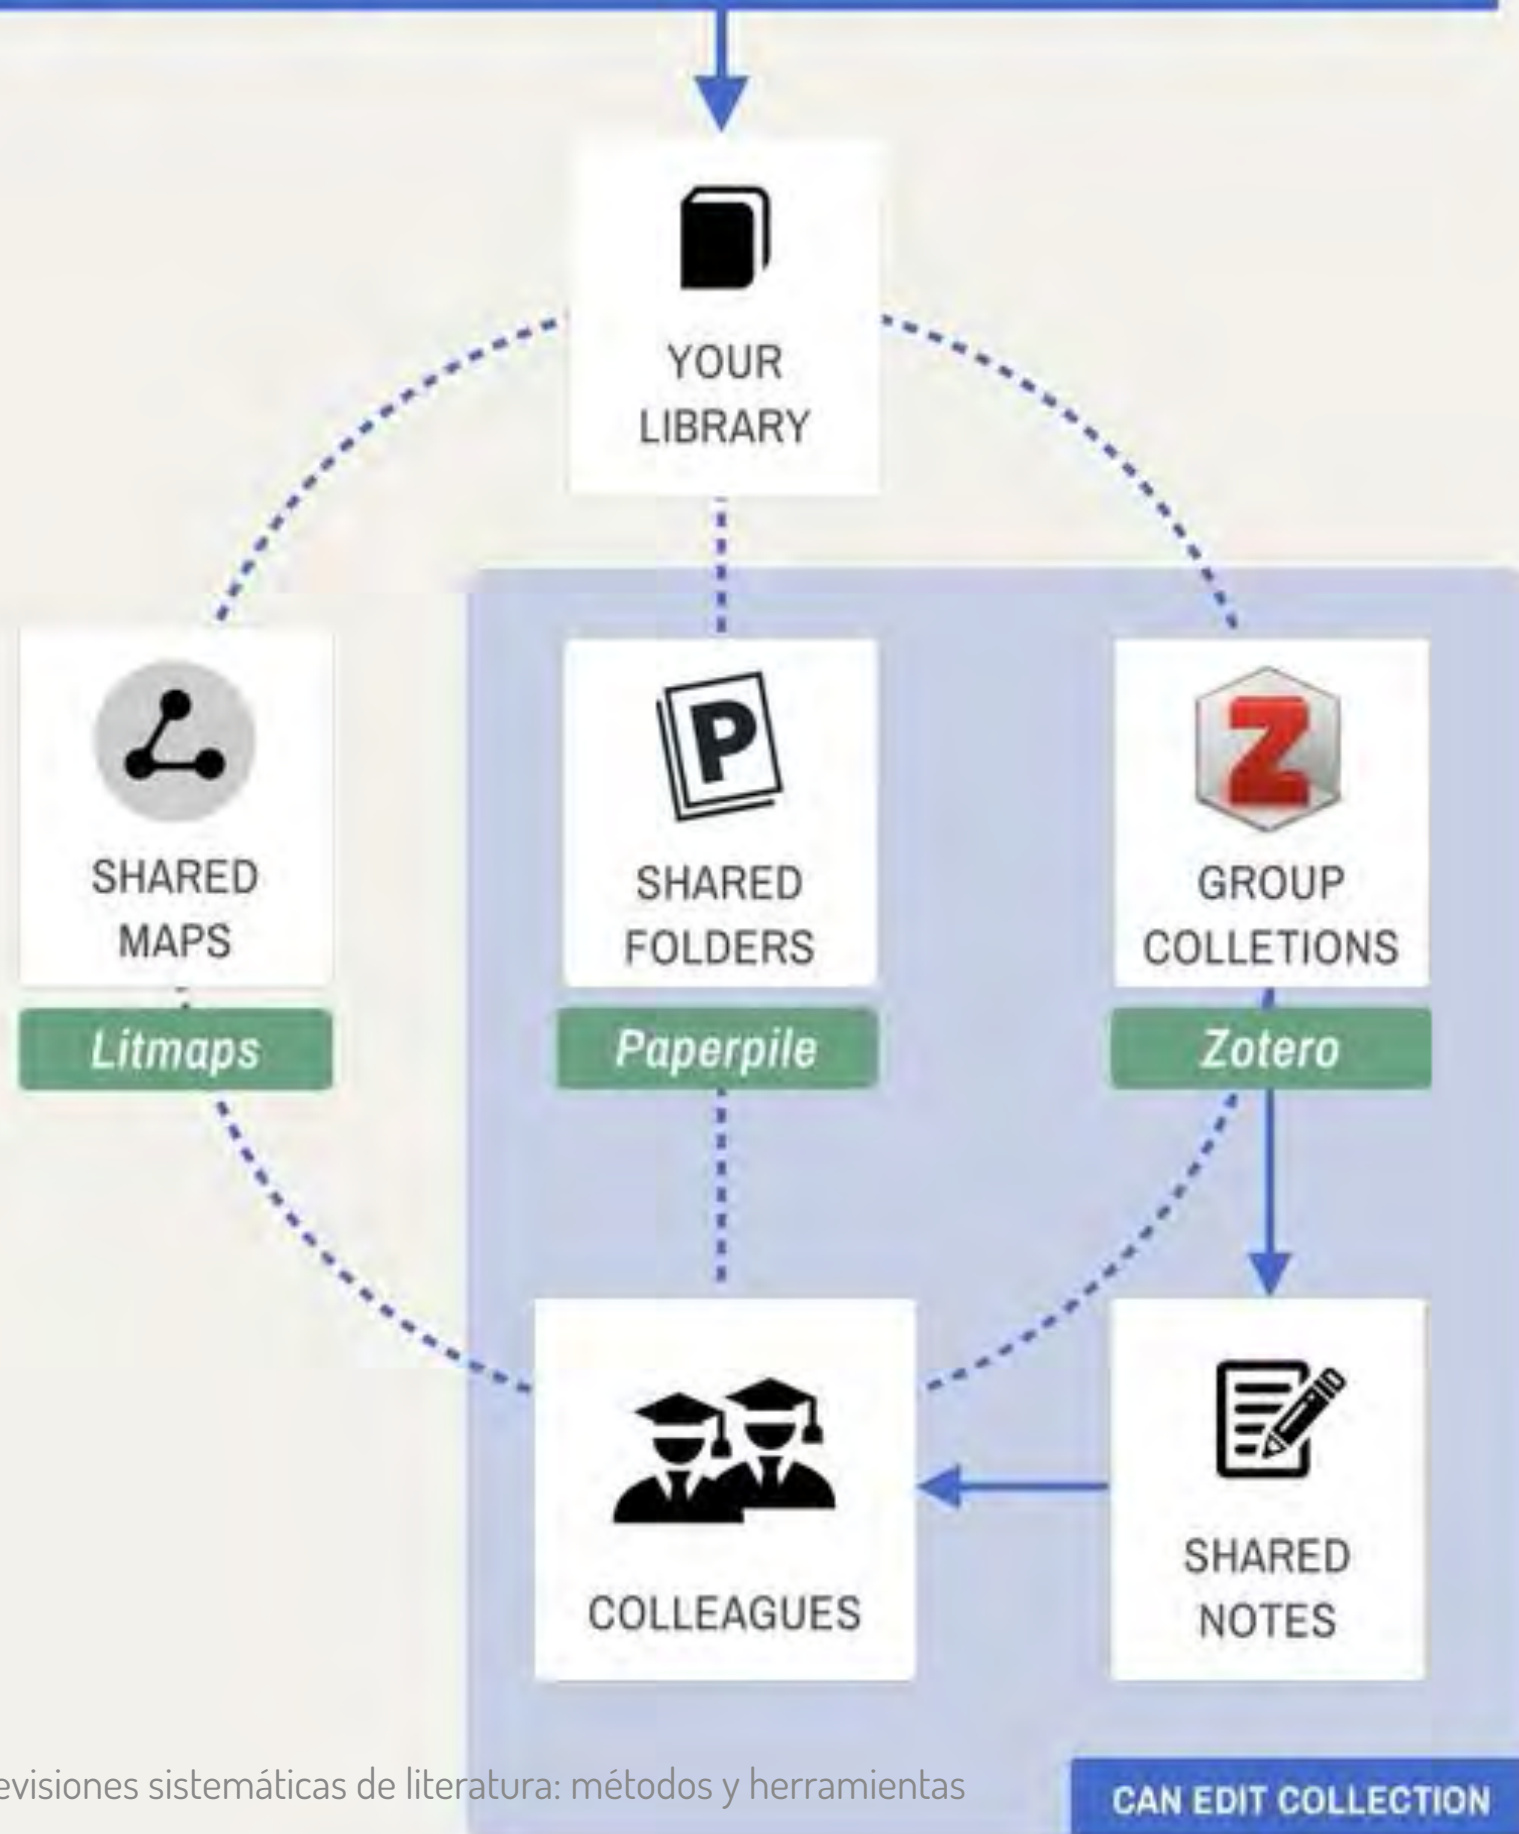 YOUR
LIBRARY
SHARED
MAPS
P
SHARED
FOLDERS
Z
GROUP
COLLETIONS
Litmaps
Paperpile
Zotero
COLLEAGUES
SHARED
NOTES
evisiones sistemáticas de literatura: métodos y herramientas
CAN EDIT COLLECTION